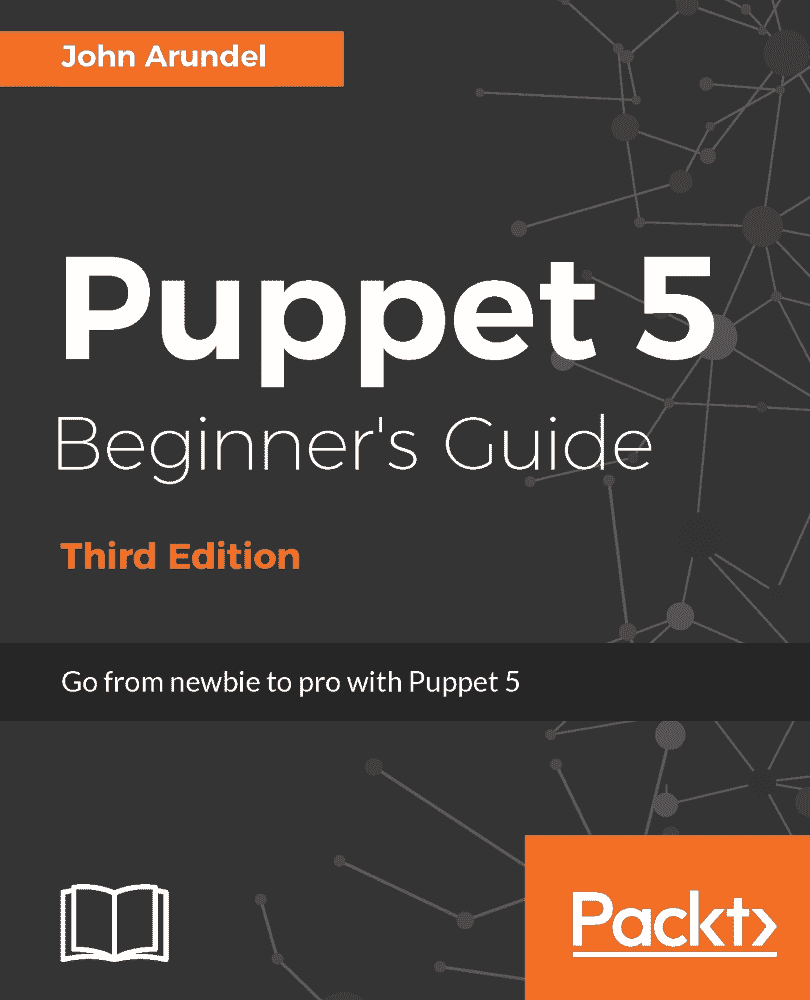 John Arundel
Puppet 5
Beginner's Guide
Third Edition
Go from newbie to pro with Puppet 5
Packt>